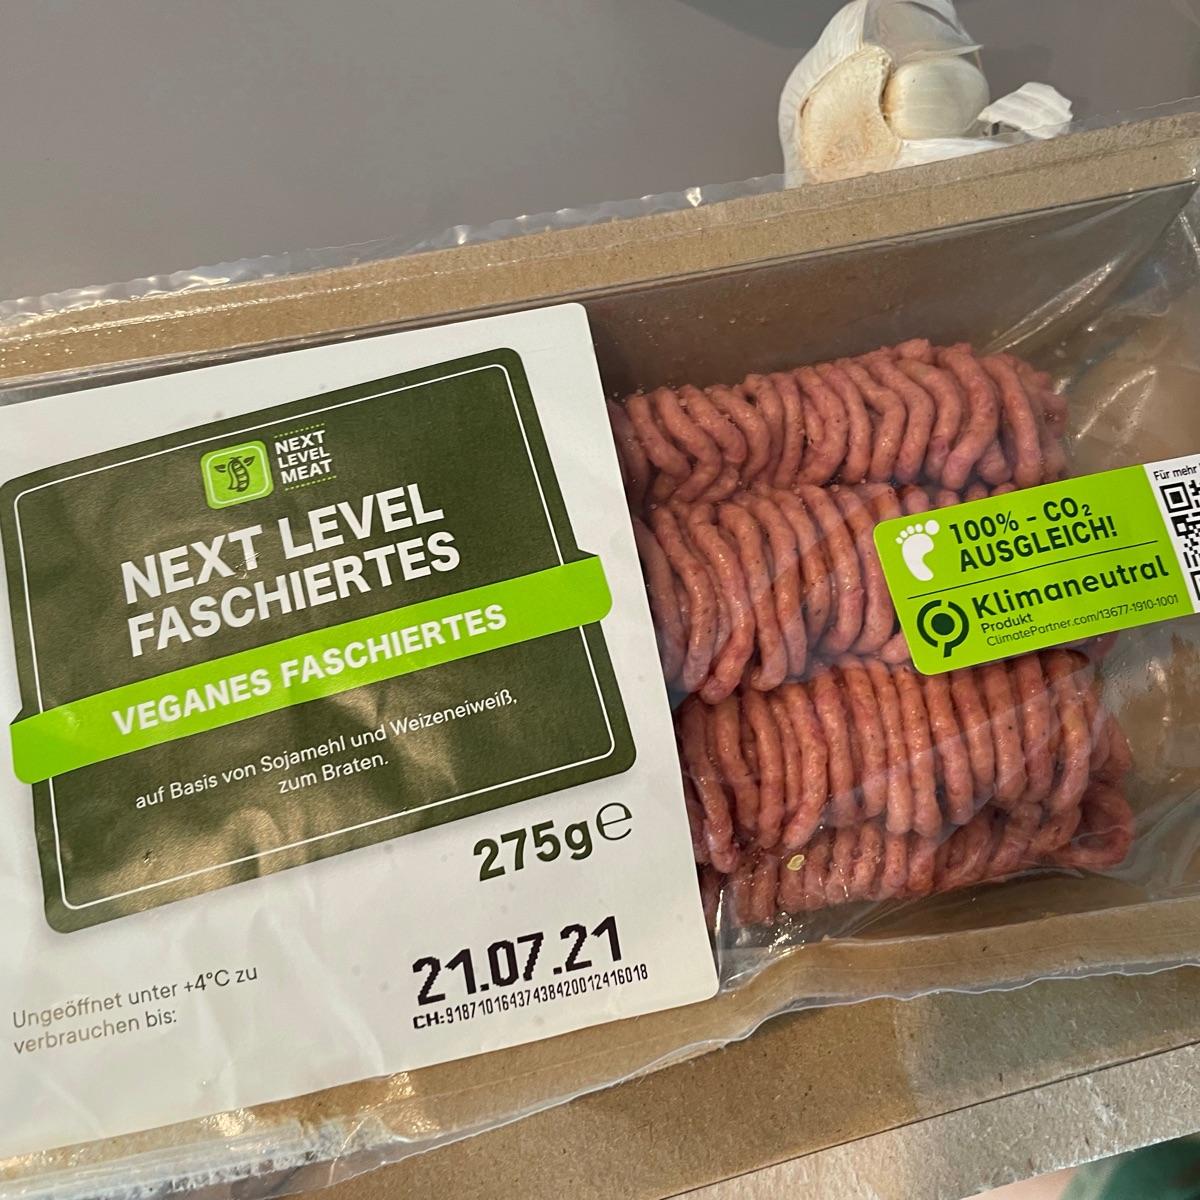 NEXT
LEVEL
MEAT
NEXT LEVEL
FASCHIERTES
VEGANES FASCHIERTES
auf Basis von Sojamehl und Weizeneiweiß,
zum Braten.
275g℮
Ungeöffnet unter +4°C zu
verbrauchen bis:
21.07.21
CH:91871016437438420012416018
100% - CO₂
AUSGLEICH!
Klimaneutral
Produkt
ClimatePartner.com/13677-1910-1001
Für mehr